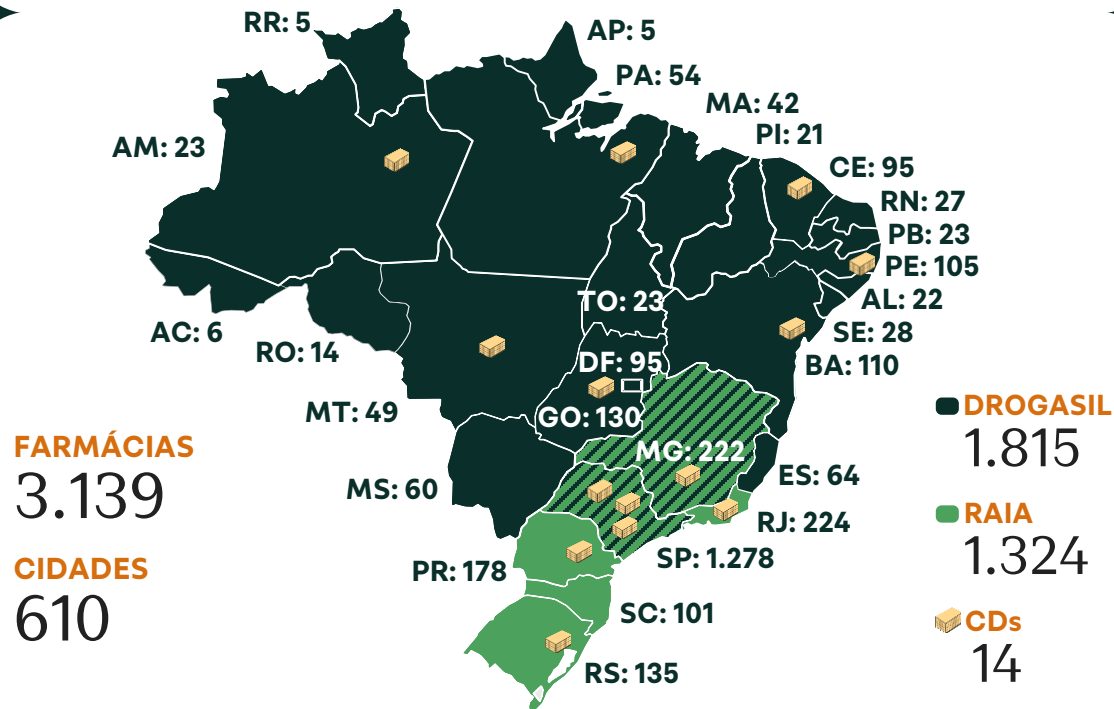 RR: 5
AP: 5
PA: 54
MA: 42
PI: 21
AM: 23
CE: 95
RN: 27
PB: 23
PE: 105
TO: 23
AL: 22
AC: 6
SE: 28
RO: 14
DF: 95
BA: 110
MT: 49
GO: 130
MG: 222
ES: 64
MS: 60
RJ: 224
SP: 1.278
PR: 178
SC: 101
RS: 135
FARMÁCIAS
3.139
CIDADES
610
DROGASIL
1.815
RAIA
1.324
CDs
14